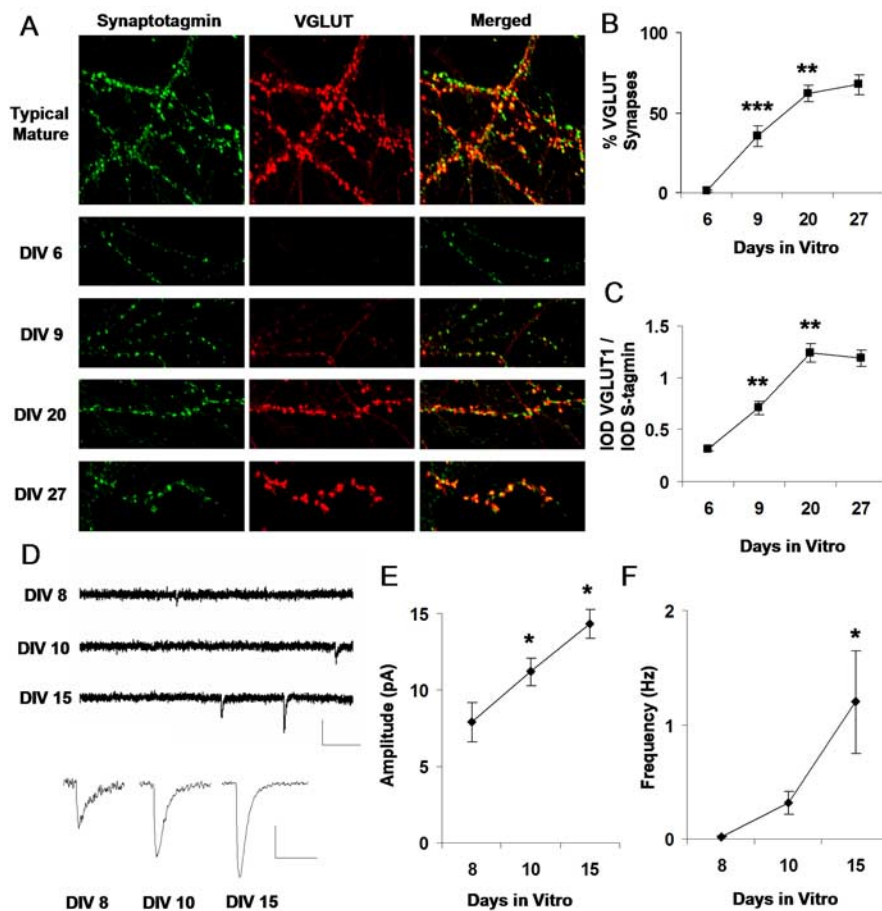 A
Synaptotagmin VGLUT Merged
Typical
Mature
DIV 6
DIV 9
DIV 20
DIV 27
B
% VGLUT
Synapses
100
50
0
***
**
6 9 20 27
Days in Vitro
C
IOD VGLUT1 /
IOD S-tagmin
1.5
1
0.5
0
**
**
6 9 20 27
Days in Vitro
D
DIV 8
DIV 10
DIV 15
DIV 8 DIV 10 DIV 15
E
Amplitude (pA)
15
10
5
0
*
*
8 10 15
Days in Vitro
F
Frequency (Hz)
2
1
0
*
8 10 15
Days in Vitro